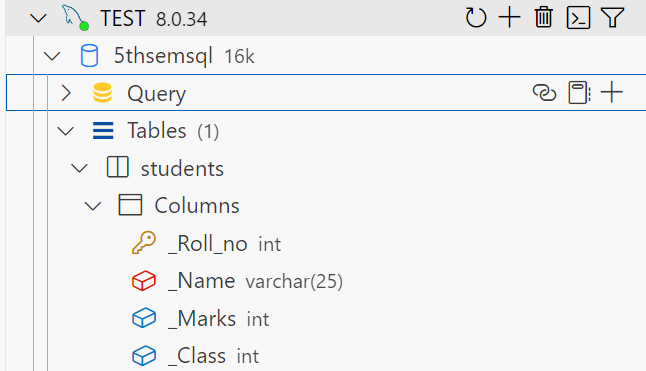 TEST 8.0.34
5thsemsql 16k
Query
Tables (1)
students
Columns
_Roll_no int
_Name varchar(25)
_Marks int
_Class int